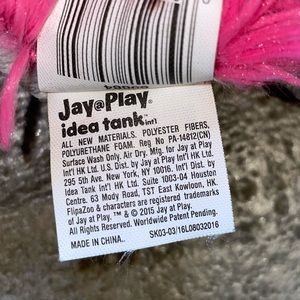 Jay@Play®
idea tank int'l
ALL NEW MATERIALS. POLYESTER FIBERS,
POLYURETHANE FOAM. Reg No PA-14812(CN)
Surface Wash Only. Air Dry. Mfg. for Jay at Play
Int'l HK Ltd. U.S. Dist. by Jay at Play Int'l HK Ltd.
295 5th Ave. New York, NY 10016. Int'l Dist. by
Idea Tank Int'l HK Ltd. Suite 1003-04 Houston
Centre. 63 Mody Road, TST East Kowloon, HK.
FlipaZoo & characters are registered trademarks
of Jay at Play. ™ & © 2015 Jay at Play.
All Rights Reserved. Worldwide Patent Pending.
MADE IN CHINA.. SK03-03/16L08032016